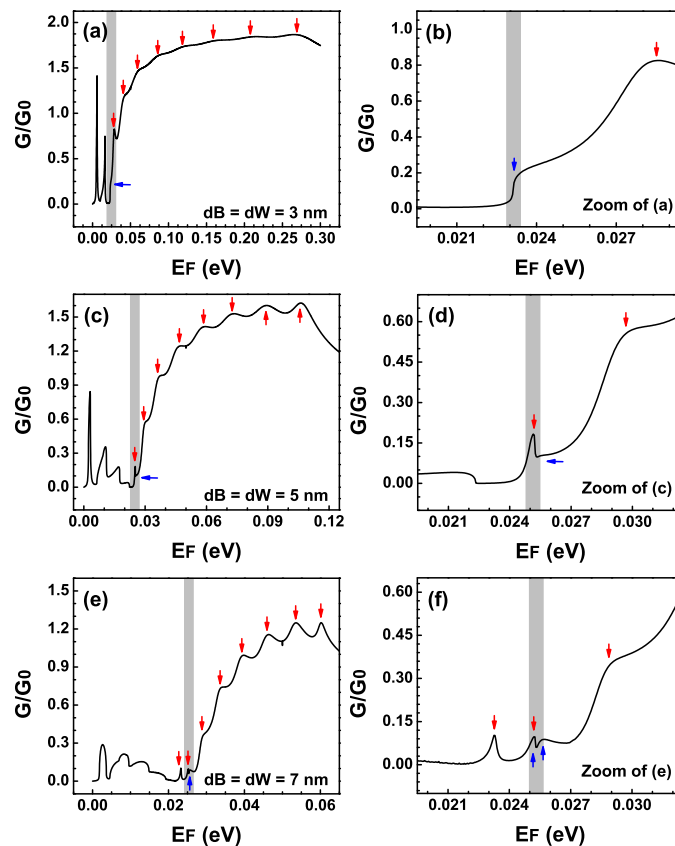 (a)
G/G0
2.0
1.5
1.0
0.5
0.0
dB = dW = 3 nm
0.00 0.05 0.10 0.15 0.20 0.25 0.30
EF (eV)
(b)
G/G0
1.0
0.8
0.6
0.4
0.2
0.0
Zoom of (a)
0.021 0.024 0.027
EF (eV)
(c)
G/G0
1.5
1.2
0.9
0.6
0.3
0.0
dB = dW = 5 nm
0.00 0.03 0.06 0.09 0.12
EF (eV)
(d)
G/G0
0.60
0.45
0.30
0.15
0.00
Zoom of (c)
0.021 0.024 0.027 0.030
EF (eV)
(e)
G/G0
1.5
1.2
0.9
0.6
0.3
0.0
dB = dW = 7 nm
0.00 0.02 0.04 0.06
EF (eV)
(f)
G/G0
0.60
0.45
0.30
0.15
0.00
Zoom of (e)
0.021 0.024 0.027 0.030
EF (eV)